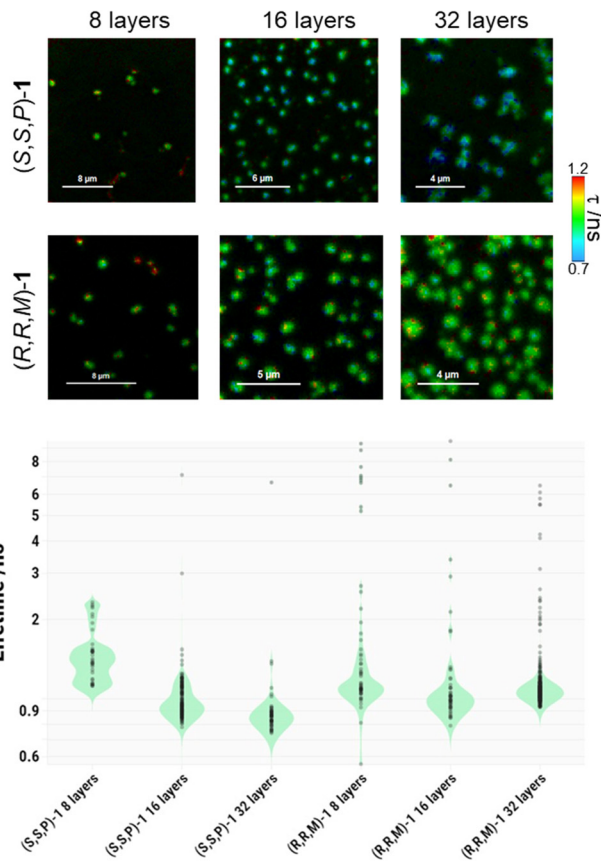 8 layers 16 layers 32 layers
(S,S,P)-1
8 µm 6 µm 4 µm
1.2
τ /ns
0.7
(R,R,M)-1
8 µm 5 µm 4 µm
8
6
5
4
3
2
0.9
0.6
(S,S,P)-1 8 layers
(S,S,P)-1 16 layers
(S,S,P)-1 32 layers
(R,R,M)-1 8 layers
(R,R,M)-1 16 layers
(R,R,M)-1 32 layers